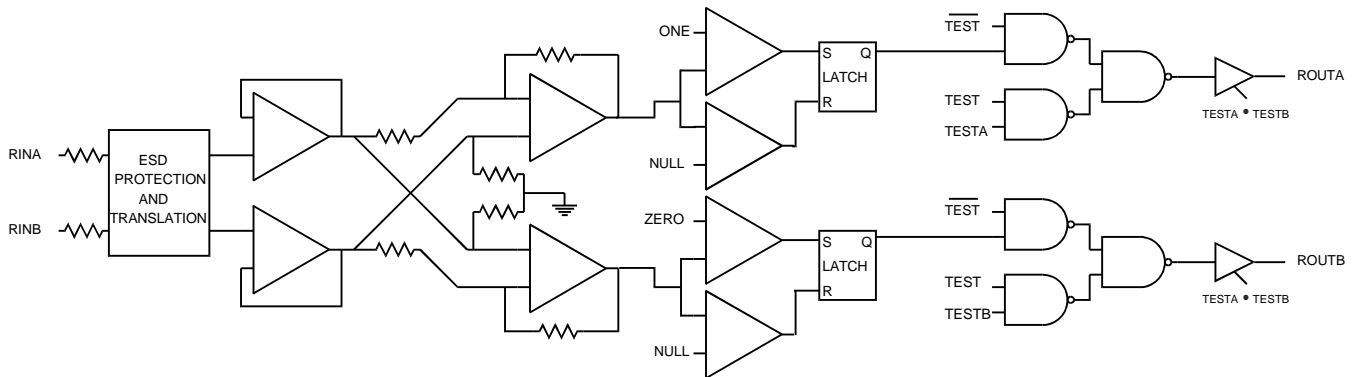 RINA
RINB
ESD
PROTECTION
AND
TRANSLATION
ONE
NULL
S Q
LATCH
R
TEST
TEST
TESTA
ROUTA
TESTA • TESTB
ZERO
NULL
S Q
LATCH
R
TEST
TEST
TESTB
ROUTB
TESTA • TESTB